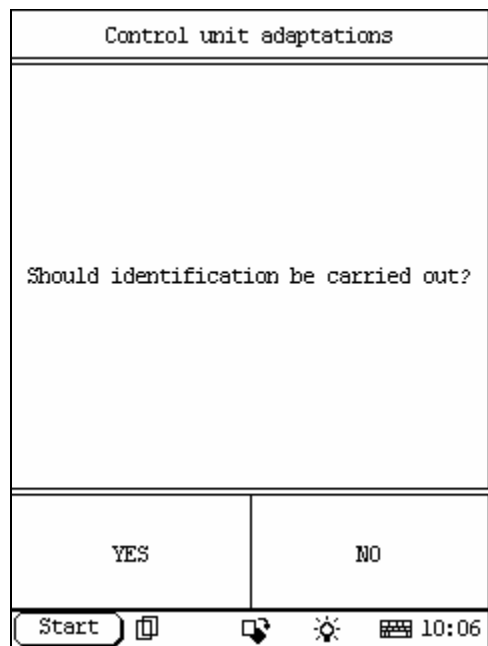 Control unit adaptations
Should identification be carried out?
YES
NO
Start
10:06